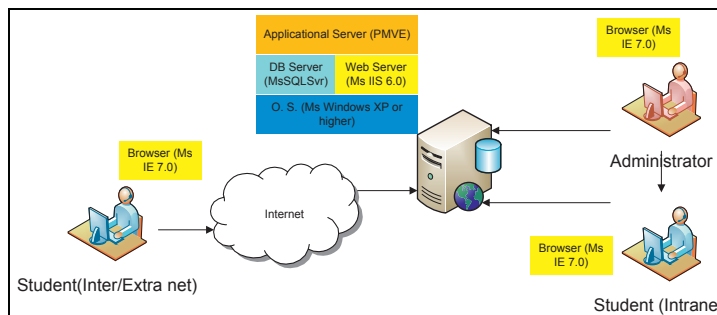 Applicational Server (PMVE)
DB Server
(MsSQLSvr)
Web Server
(Ms IIS 6.0)
O. S. (Ms Windows XP or
higher)
Browser (Ms
IE 7.0)
Administrator
Browser (Ms
IE 7.0)
Internet
Student(Inter/Extra net)
Browser (Ms
IE 7.0)
Student (Intrane